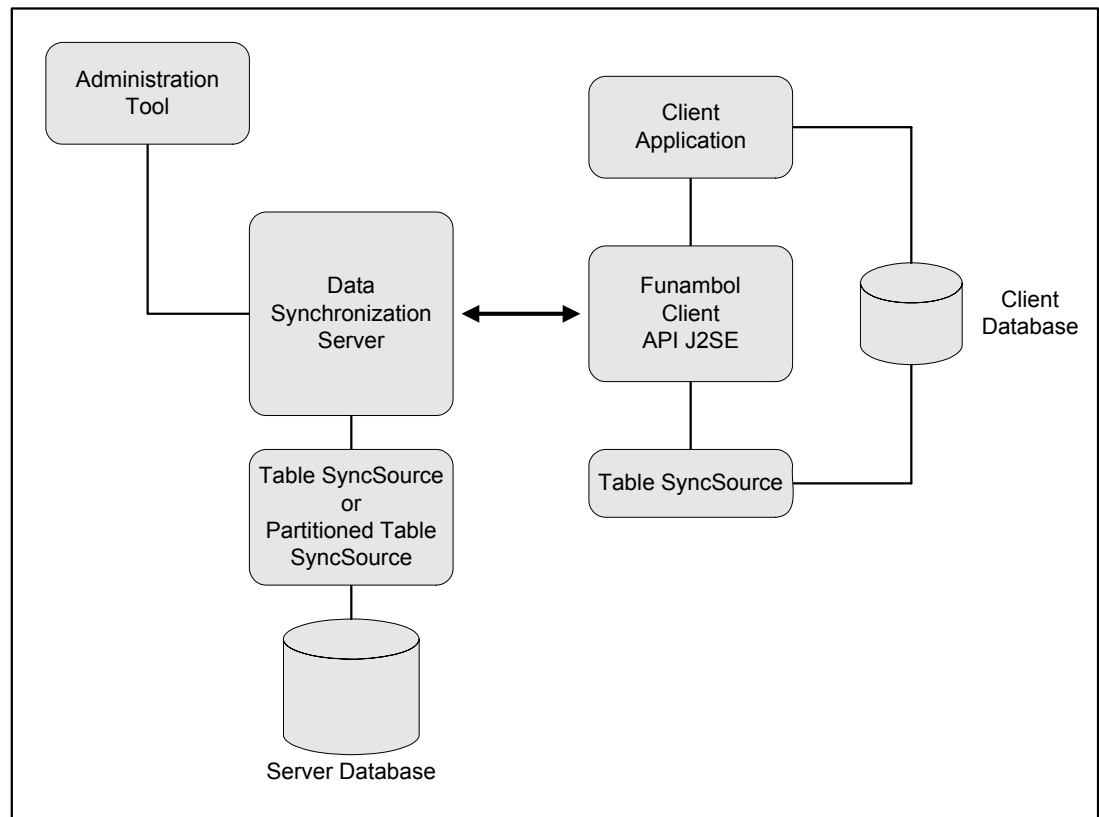 Administration
Tool
Client
Application
Data
Synchronization
Server
Funambol
Client
API J2SE
Client
Database
Table SyncSource
or
Partitioned Table
SyncSource
Table SyncSource
Server Database